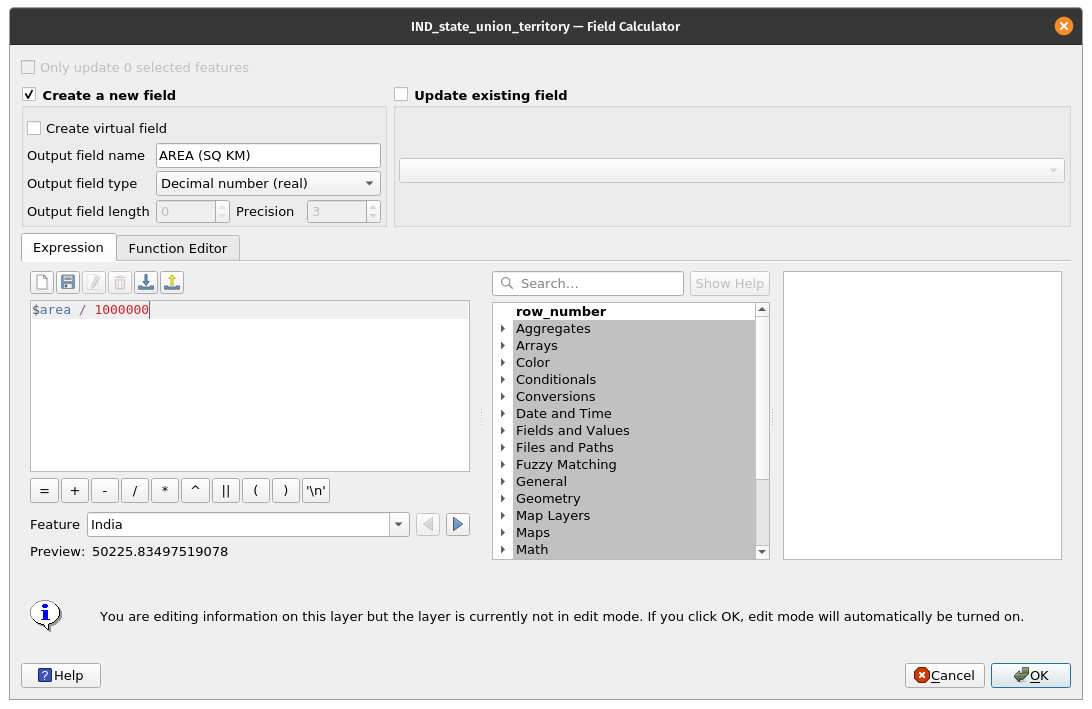 IND_state_union_territory — Field Calculator
Only update 0 selected features
Create a new field
Update existing field
Create virtual field
Output field name AREA (SQ KM)
Output field type Decimal number (real)
Output field length 0 Precision 3
Expression Function Editor
Search... Show Help
$area / 1000000
row_number
Aggregates
Arrays
Color
Conditionals
Conversions
Date and Time
Fields and Values
Files and Paths
Fuzzy Matching
General
Geometry
Map Layers
Maps
Math
= + - / * ^ || ( ) '\n'
Feature India
Preview: 50225.83497519078
You are editing information on this layer but the layer is currently not in edit mode. If you click OK, edit mode will automatically be turned on.
Help Cancel OK